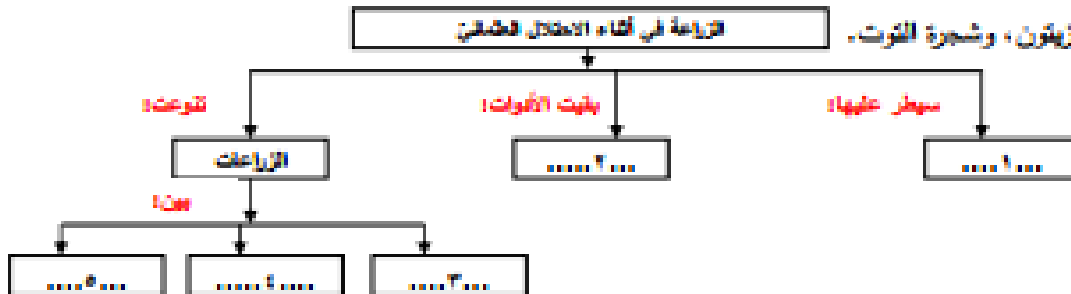 زيتون، وشجرة التوت.
الزراعة في أثناء الاحتلال العثماني
سيطر عليها:
بقيت الأدوات:
تنوعت:
...١....
...٢.....
الزراعات
بين:
...٣....
....٤.....
...٥....